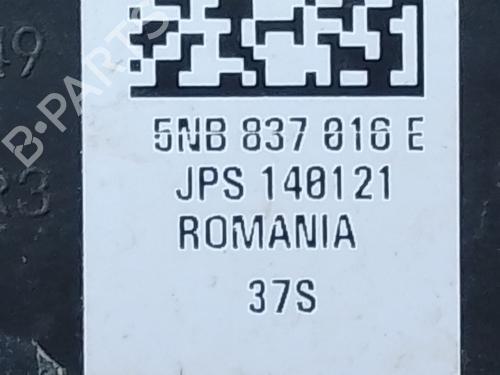 5NB 837 016 E
JPS 140121
ROMANIA
37S
B-PARTS